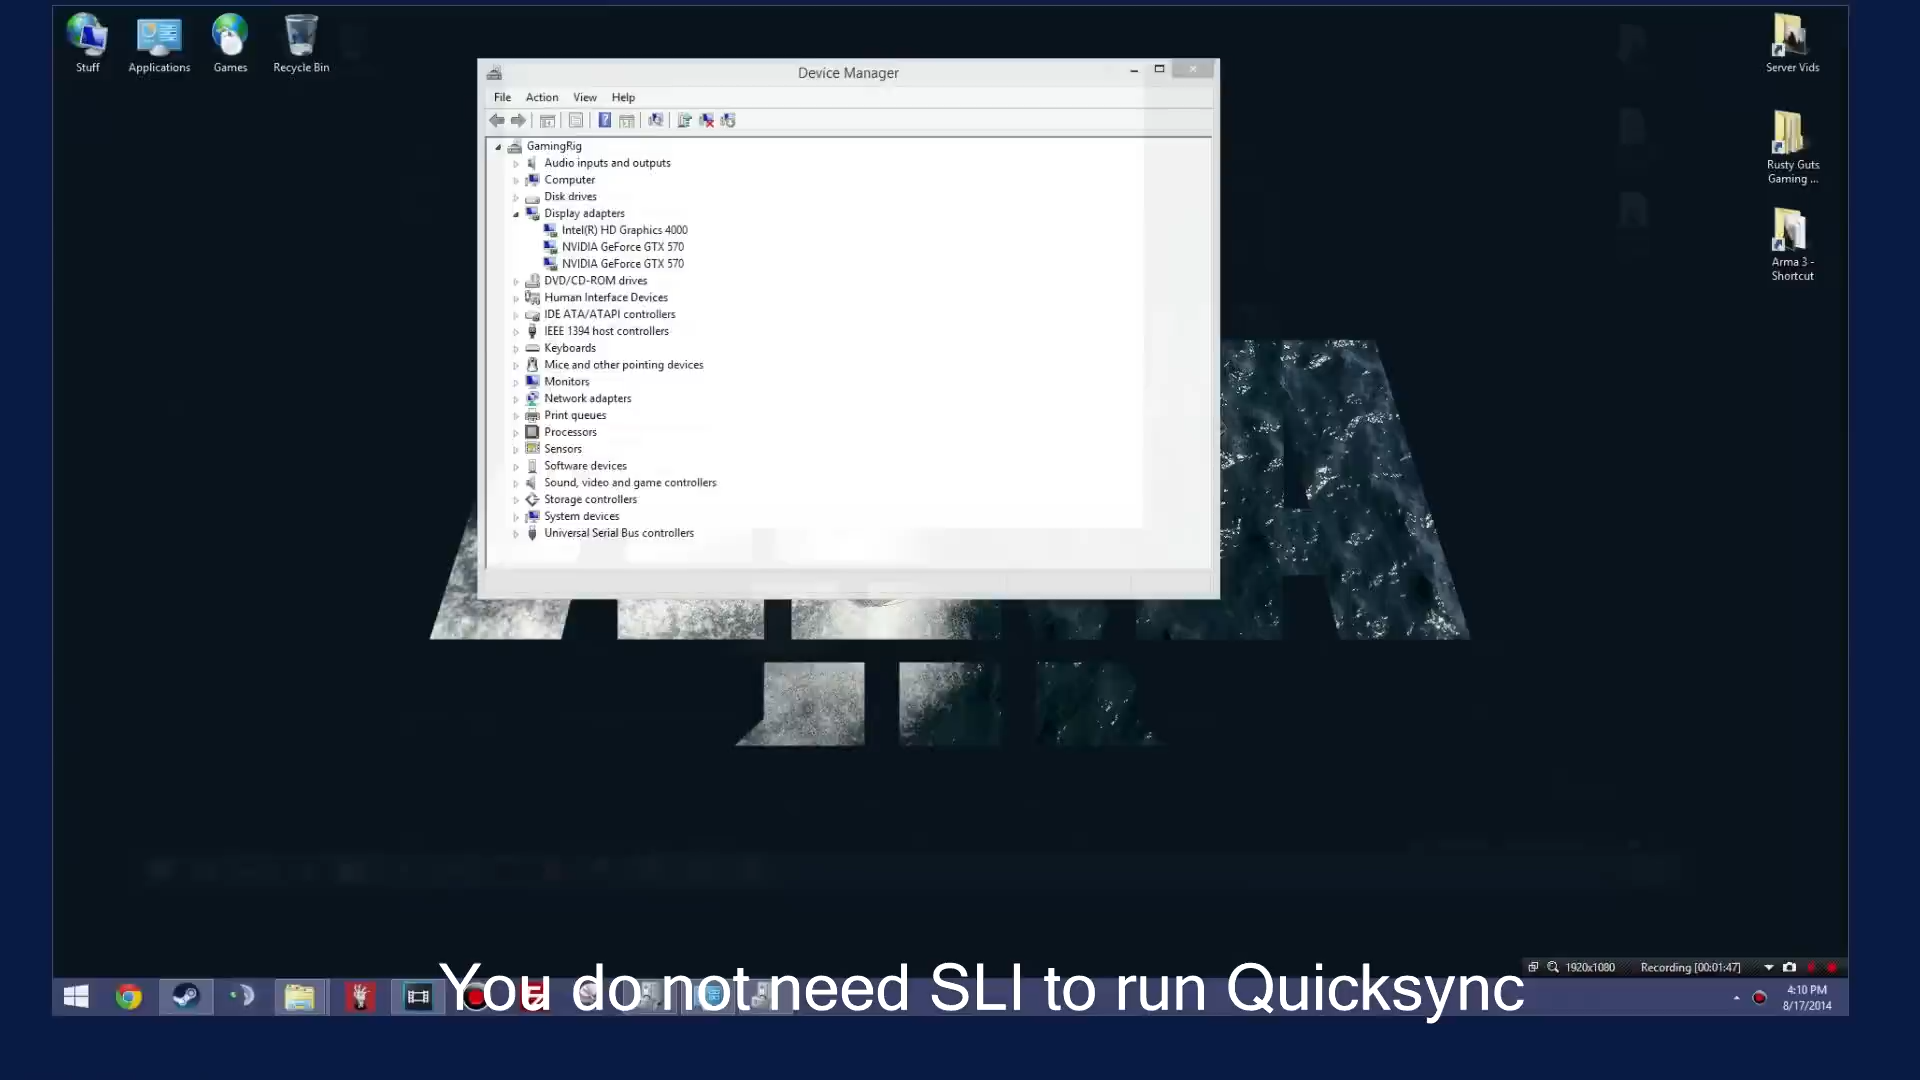 Stuff
Applications
Games
Recycle Bin
Server Vids
Rusty Guts
Gaming ...
Arma 3 -
Shortcut
Device Manager
File Action View Help
GamingRig
Audio inputs and outputs
Computer
Disk drives
Display adapters
Intel(R) HD Graphics 4000
NVIDIA GeForce GTX 570
NVIDIA GeForce GTX 570
DVD/CD-ROM drives
Human Interface Devices
IDE ATA/ATAPI controllers
IEEE 1394 host controllers
Keyboards
Mice and other pointing devices
Monitors
Network adapters
Print queues
Processors
Sensors
Software devices
Sound, video and game controllers
Storage controllers
System devices
Universal Serial Bus controllers
1920x1080 Recording [00:01:47]
You do not need SLI to run Quicksync
4:10 PM
8/17/2014